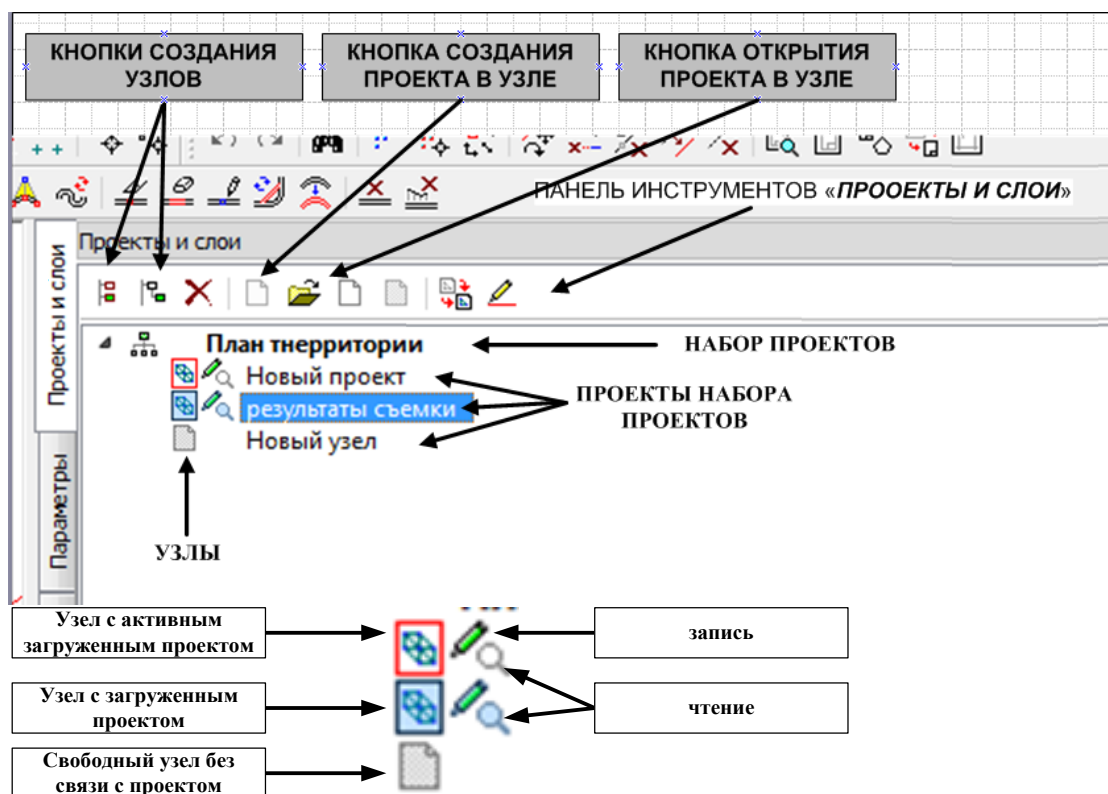 КНОПКИ СОЗДАНИЯ
УЗЛОВ
КНОПКА СОЗДАНИЯ
ПРОЕКТА В УЗЛЕ
КНОПКА ОТКРЫТИЯ
ПРОЕКТА В УЗЛЕ
ПАНЕЛЬ ИНСТРУМЕНТОВ «ПРООЕКТЫ И СЛОИ»
Проекты и слои
Проекты и слои
Параметры
План тнерритории
НАБОР ПРОЕКТОВ
Новый проект
результаты съемки
Новый узел
ПРОЕКТЫ НАБОРА
ПРОЕКТОВ
УЗЛЫ
Узел с активным
загруженным проектом
запись
Узел с загруженным
проектом
чтение
Свободный узел без
связи с проектом